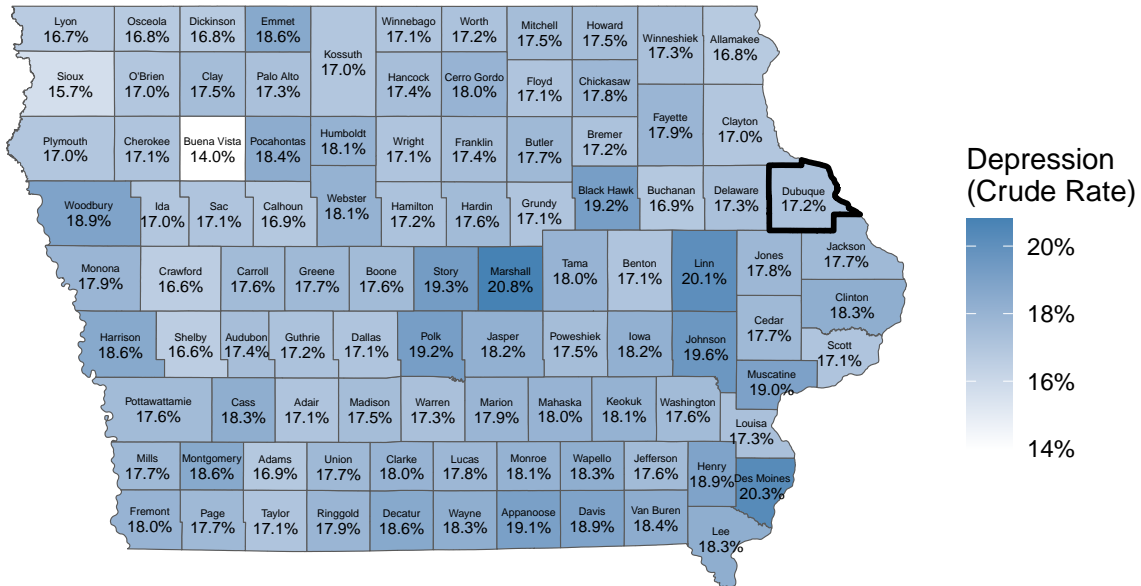 Lyon
16.7%
Osceola
16.8%
Dickinson
16.8%
Emmet
18.6%
Kossuth
17.0%
Winnebago
17.1%
Worth
17.2%
Mitchell
17.5%
Howard
17.5%
Winneshiek
17.3%
Allamakee
16.8%
Sioux
15.7%
O'Brien
17.0%
Clay
17.5%
Palo Alto
17.3%
Hancock
17.4%
Cerro Gordo
18.0%
Floyd
17.1%
Chickasaw
17.8%
Fayette
17.9%
Clayton
17.0%
Plymouth
17.0%
Cherokee
17.1%
Buena Vista
14.0%
Pocahontas
18.4%
Humboldt
18.1%
Wright
17.1%
Franklin
17.4%
Butler
17.7%
Bremer
17.2%
Woodbury
18.9%
Ida
17.0%
Sac
17.1%
Calhoun
16.9%
Webster
18.1%
Hamilton
17.2%
Hardin
17.6%
Grundy
17.1%
Black Hawk
19.2%
Buchanan
16.9%
Delaware
17.3%
Dubuque
17.2%
Monona
17.9%
Crawford
16.6%
Carroll
17.6%
Greene
17.7%
Boone
17.6%
Story
19.3%
Marshall
20.8%
Tama
18.0%
Benton
17.1%
Linn
20.1%
Jones
17.8%
Jackson
17.7%
Clinton
18.3%
Harrison
18.6%
Shelby
16.6%
Audubon
17.4%
Guthrie
17.2%
Dallas
17.1%
Polk
19.2%
Jasper
18.2%
Poweshiek
17.5%
Iowa
18.2%
Johnson
19.6%
Cedar
17.7%
Scott
17.1%
Muscatine
19.0%
Pottawattamie
17.6%
Cass
18.3%
Adair
17.1%
Madison
17.5%
Warren
17.3%
Marion
17.9%
Mahaska
18.0%
Keokuk
18.1%
Washington
17.6%
Louisa
17.3%
Mills
17.7%
Montgomery
18.6%
Adams
16.9%
Union
17.7%
Clarke
18.0%
Lucas
17.8%
Monroe
18.1%
Wapello
18.3%
Jefferson
17.6%
Henry
18.9%
Des Moines
20.3%
Fremont
18.0%
Page
17.7%
Taylor
17.1%
Ringgold
17.9%
Decatur
18.6%
Wayne
18.3%
Appanoose
19.1%
Davis
18.9%
Van Buren
18.4%
Lee
18.3%
Depression
(Crude Rate)
20%
18%
16%
14%